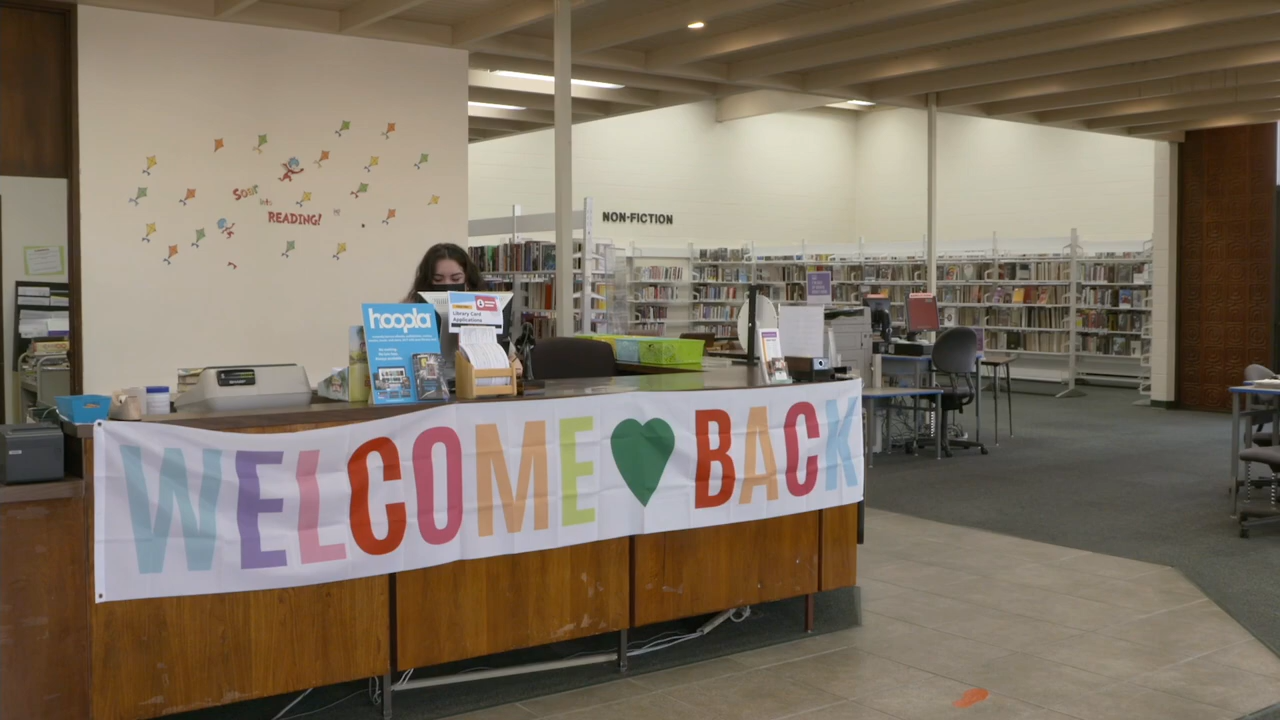 NON-FICTION
SOAR
into
READING!
hoopla
Library Card
Applications
WELCOME BACK